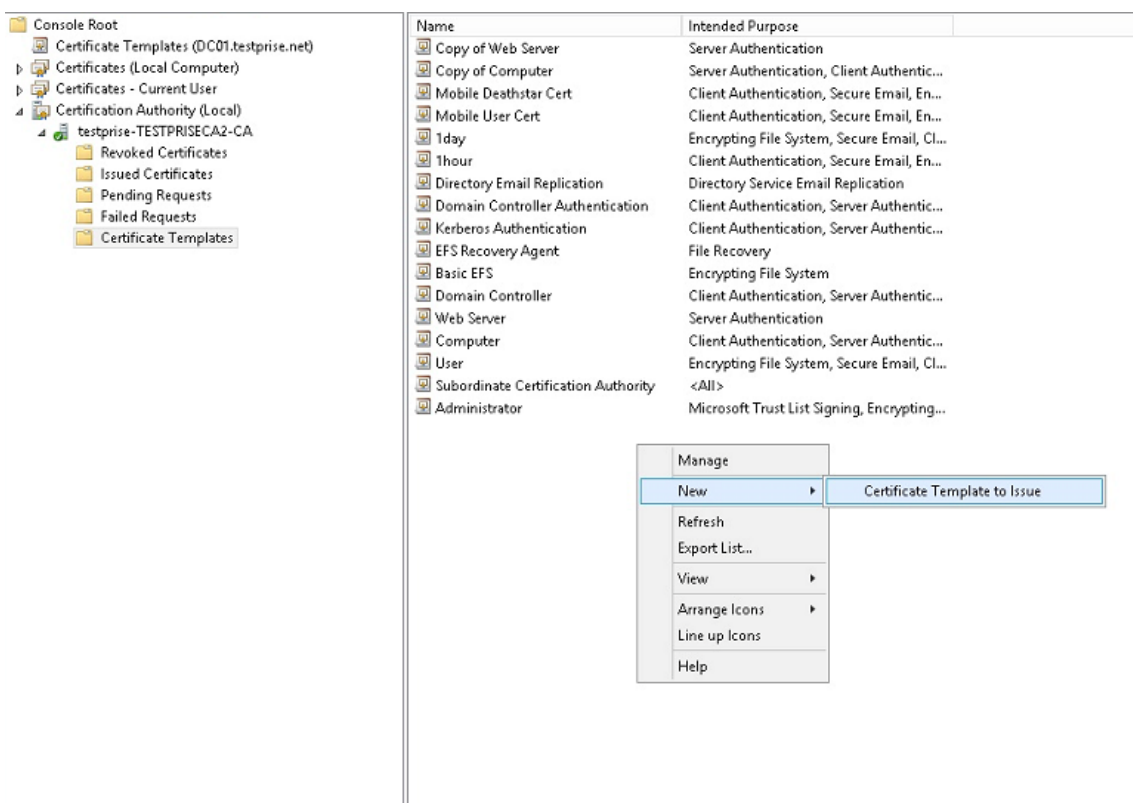 Console Root
Certificate Templates (DC01.testprise.net)
Certificates (Local Computer)
Certificates - Current User
Certification Authority (Local)
testprise-TESTPRISECA2-CA
Revoked Certificates
Issued Certificates
Pending Requests
Failed Requests
Certificate Templates
Name Intended Purpose
Copy of Web Server Server Authentication
Copy of Computer Server Authentication, Client Authentic...
Mobile Deathstar Cert Client Authentication, Secure Email, En...
Mobile User Cert Client Authentication, Secure Email, En...
1day Encrypting File System, Secure Email, Cl...
1hour Client Authentication, Secure Email, En...
Directory Email Replication Directory Service Email Replication
Domain Controller Authentication Client Authentication, Server Authentic...
Kerberos Authentication Client Authentication, Server Authentic...
EFS Recovery Agent File Recovery
Basic EFS Encrypting File System
Domain Controller Client Authentication, Server Authentic...
Web Server Server Authentication
Computer Client Authentication, Server Authentic...
User Encrypting File System, Secure Email, Cl...
Subordinate Certification Authority <All>
Administrator Microsoft Trust List Signing, Encrypting...
Manage
New Certificate Template to Issue
Refresh
Export List...
View
Arrange Icons
Line up Icons
Help